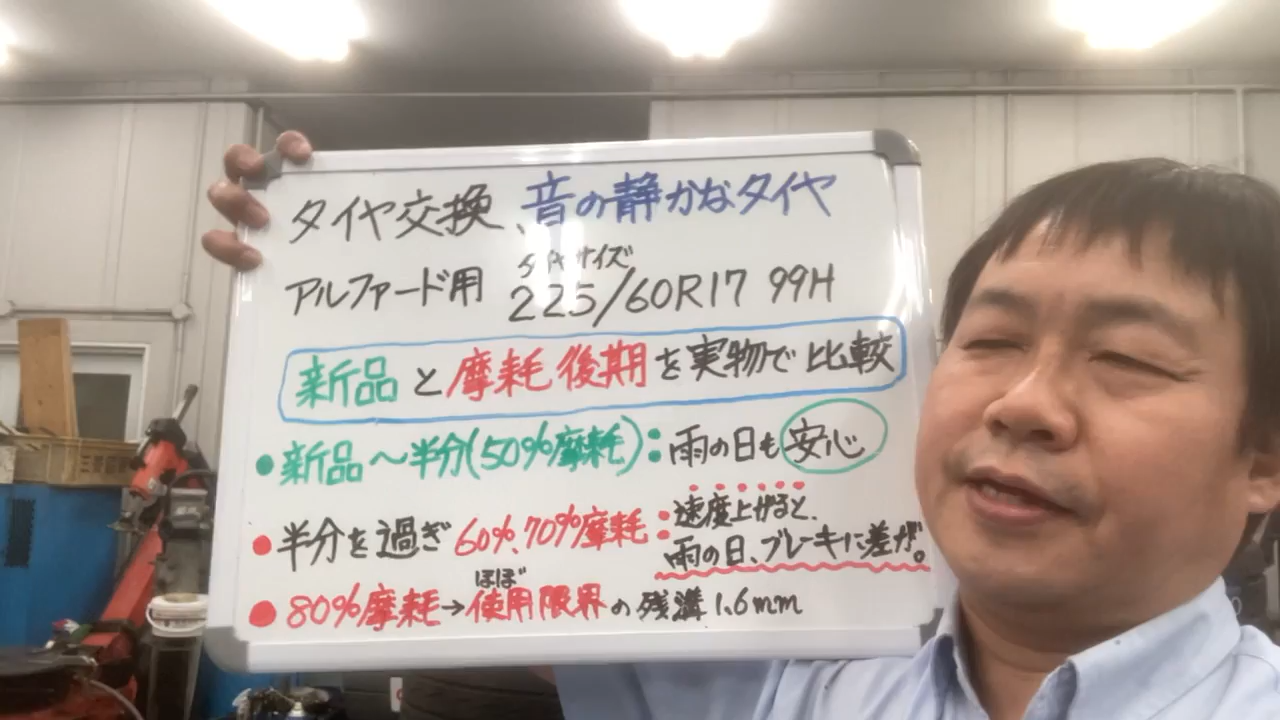 タイヤ交換、音の静かなタイヤ
アルファード用 タイヤサイズ 225/60R17 99H
新品と摩耗後期を実物で比較
●新品〜半分(50%摩耗):雨の日も安心
●半分を過ぎ60%、70%摩耗:速度上がると、
雨の日、ブレーキに差が。
●80%摩耗→ほぼ使用限界の残溝1.6mm